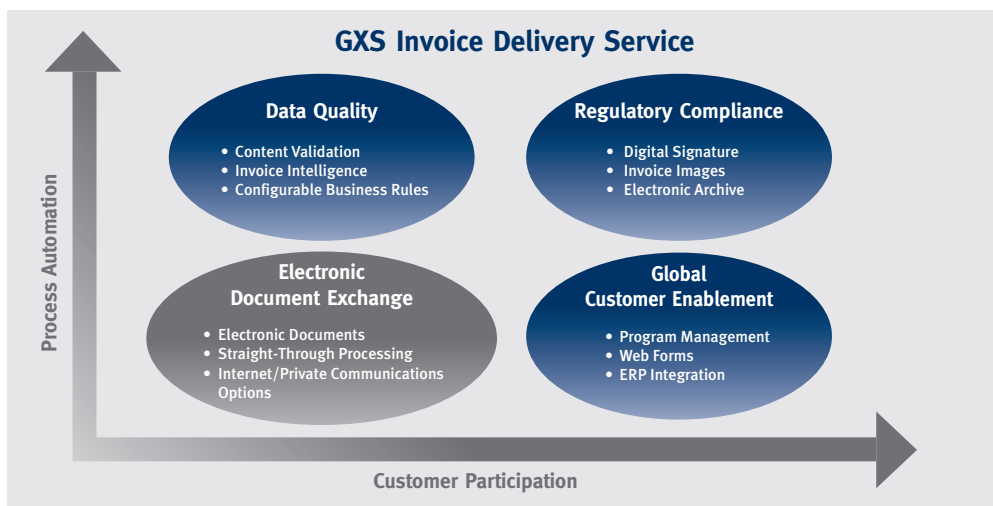 GXS Invoice Delivery Service
Data Quality
• Content Validation
• Invoice Intelligence
• Configurable Business Rules
Regulatory Compliance
• Digital Signature
• Invoice Images
• Electronic Archive
Process Automation
Electronic
Document Exchange
• Electronic Documents
• Straight-Through Processing
• Internet/Private Communications
Options
Global
Customer Enablement
• Program Management
• Web Forms
• ERP Integration
Customer Participation